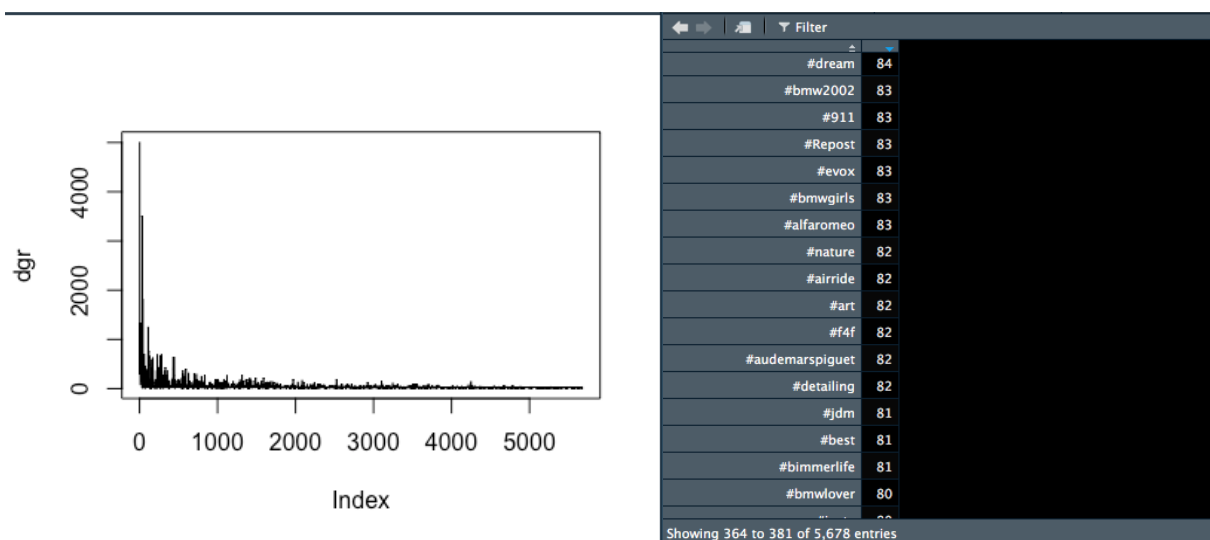 dgr
4000
2000
0
0 1000 2000 3000 4000 5000
Index
Filter
#dream 84
#bmw2002 83
#911 83
#Repost 83
#evox 83
#bmwgirls 83
#alfaromeo 83
#nature 82
#airride 82
#art 82
#f4f 82
#audemarspiguet 82
#detailing 82
#jdm 81
#best 81
#bimmerlife 81
#bmwlover 80
Showing 364 to 381 of 5,678 entries